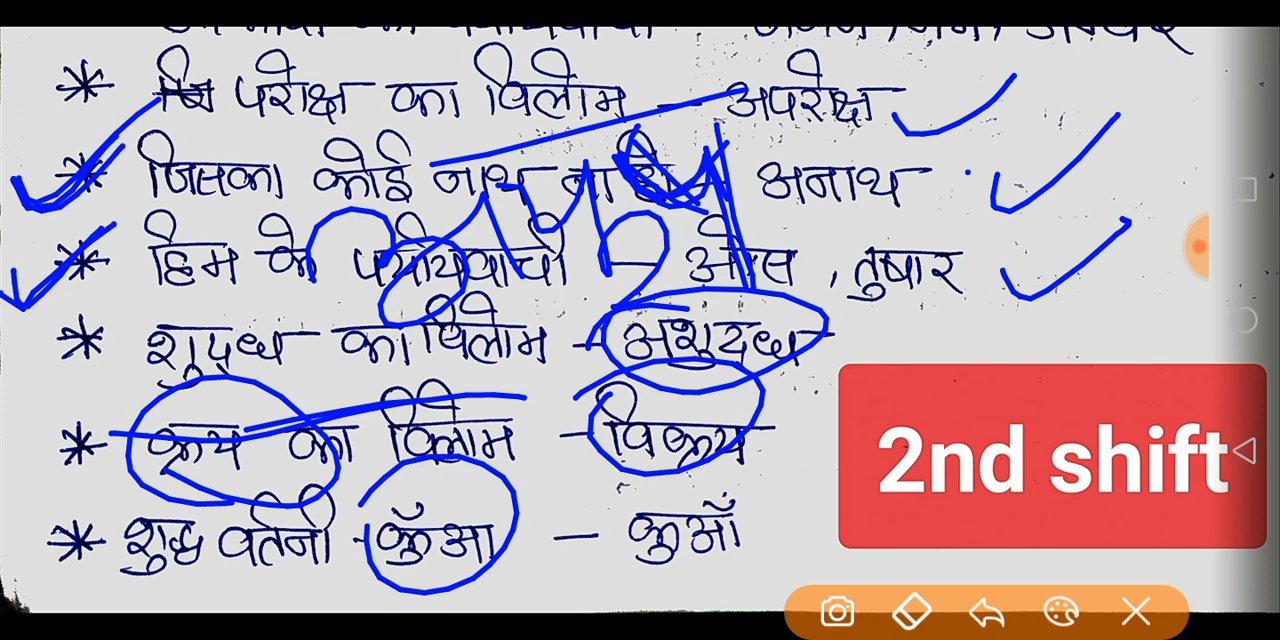 * परोक्ष का विलोम – अपरोक्ष
* जिसका कोई नाथ ना हो – अनाथ
* हिम के पर्यायवाची – ओस, तुषार
* शुद्ध का विलोम – अशुद्ध
* क्रय का विलोम – विक्रय
* शुद्ध वर्तनी – कुँआ – कुआँ
2nd shift